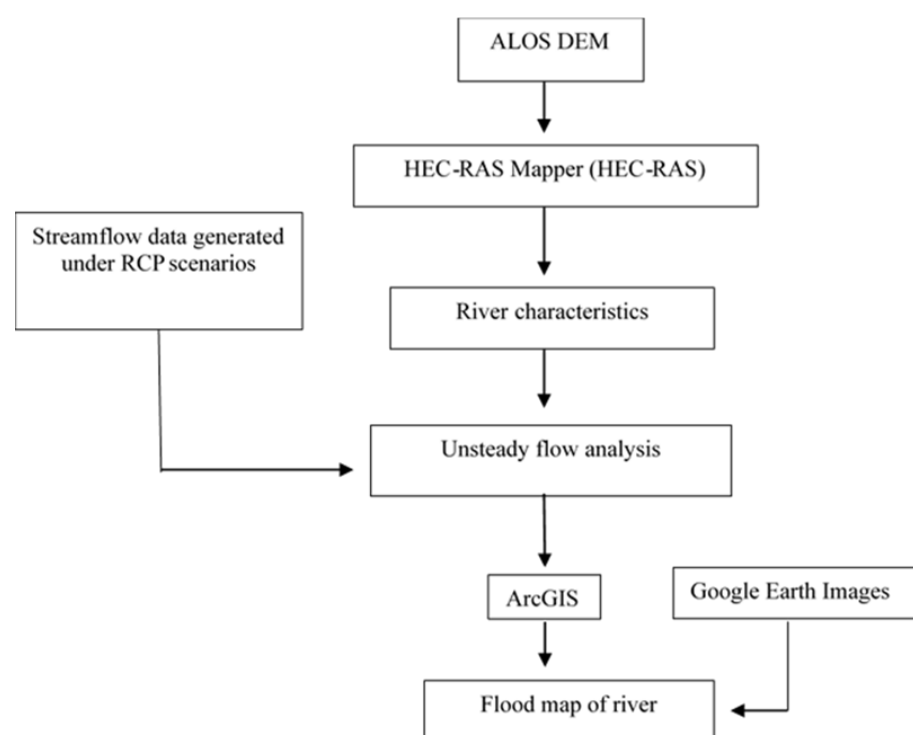 ALOS DEM
HEC-RAS Mapper (HEC-RAS)
Streamflow data generated
under RCP scenarios
River characteristics
Unsteady flow analysis
ArcGIS
Google Earth Images
Flood map of river